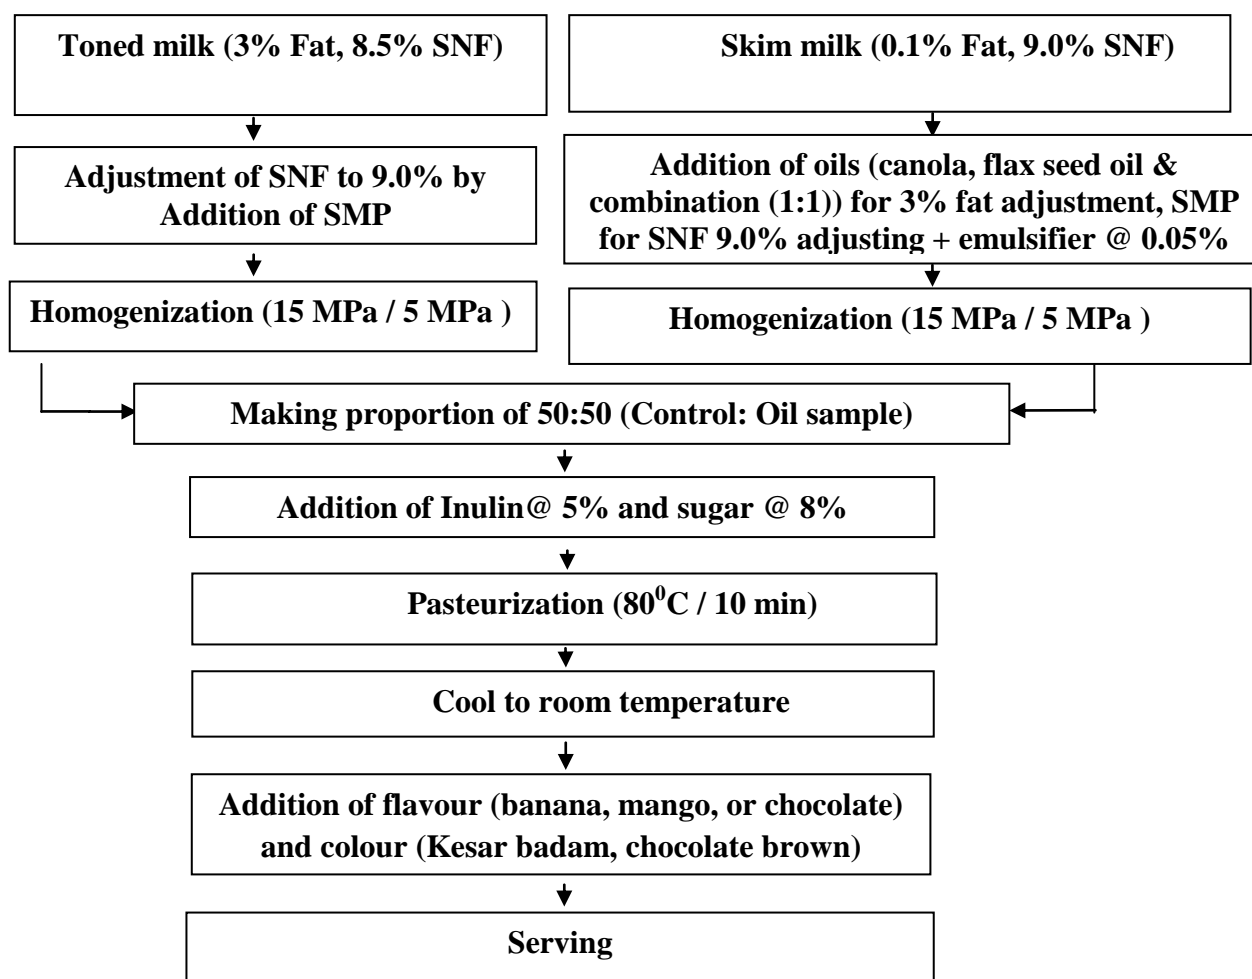 Toned milk (3% Fat, 8.5% SNF)
Skim milk (0.1% Fat, 9.0% SNF)
Adjustment of SNF to 9.0% by
Addition of SMP
Addition of oils (canola, flax seed oil &
combination (1:1)) for 3% fat adjustment, SMP
for SNF 9.0% adjusting + emulsifier @ 0.05%
Homogenization (15 MPa / 5 MPa )
Homogenization (15 MPa / 5 MPa )
Making proportion of 50:50 (Control: Oil sample)
Addition of Inulin@ 5% and sugar @ 8%
Pasteurization (80⁰C / 10 min)
Cool to room temperature
Addition of flavour (banana, mango, or chocolate)
and colour (Kesar badam, chocolate brown)
Serving